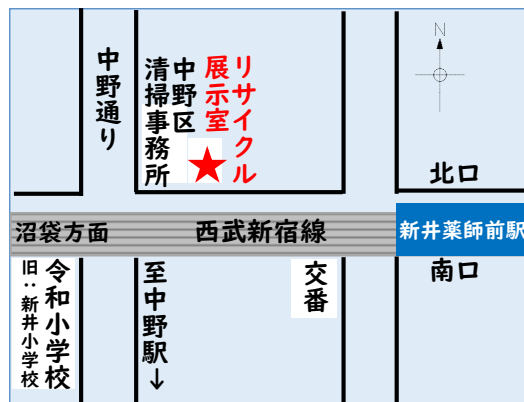 中野通り
リサイクル
展示室
中野区
清掃事務所
N
北口
沼袋方面
西武新宿線
新井薬師前駅
南口
交番
至中野駅↓
令和小学校
旧：新井小学校